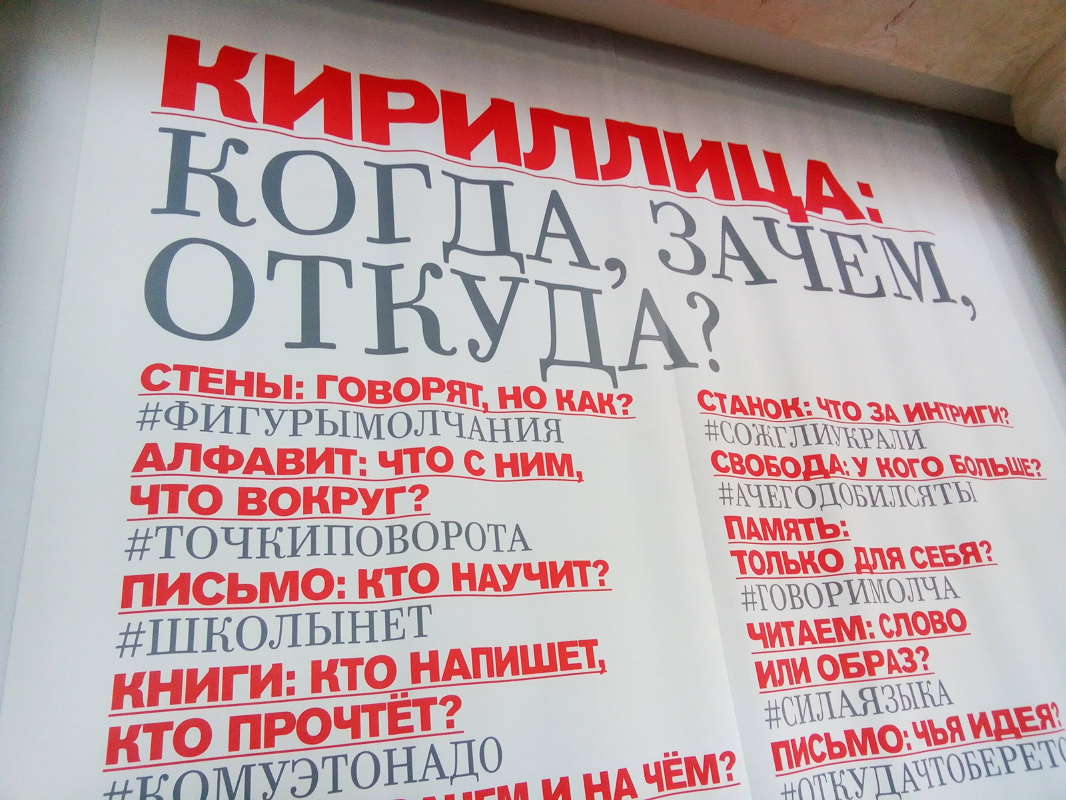 КИРИЛЛИЦА:
КОГДА, ЗАЧЕМ,
ОТКУДА?
СТЕНЫ: ГОВОРЯТ, НО КАК?
#ФИГУРЫМОЛЧАНИЯ
АЛФАВИТ: ЧТО С НИМ,
ЧТО ВОКРУГ?
#ТОЧКИПОВОРОТА
ПИСЬМО: КТО НАУЧИТ?
#ШКОЛЫНЕТ
КНИГИ: КТО НАПИШЕТ,
КТО ПРОЧТЁТ?
#КОМУЭТОНАДО
И НА ЧЁМ?
СТАНОК: ЧТО ЗА ИНТРИГИ?
#СОЖГЛИУКРАЛИ
СВОБОДА: У КОГО БОЛЬШЕ?
#АЧЕГОДОБИЛСЯТЫ
ПАМЯТЬ:
ТОЛЬКО ДЛЯ СЕБЯ?
#ГОВОРИМОЛЧА
ЧИТАЕМ: СЛОВО
ИЛИ ОБРАЗ?
#СИЛАЯЗЫКА
ПИСЬМО: ЧЬЯ ИДЕЯ?
#ОТКУДАЧТОБЕРЕТС